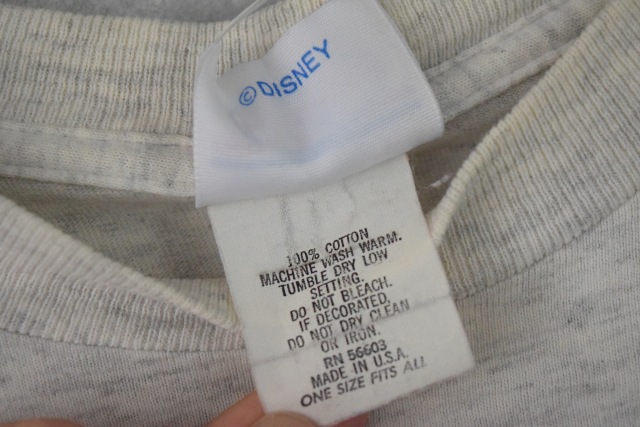 © DISNEY
100% COTTON
MACHINE WASH WARM.
TUMBLE DRY LOW
SETTING.
DO NOT BLEACH.
IF DECORATED,
DO NOT DRY CLEAN
OR IRON.
RN 56603
MADE IN U.S.A.
ONE SIZE FITS ALL